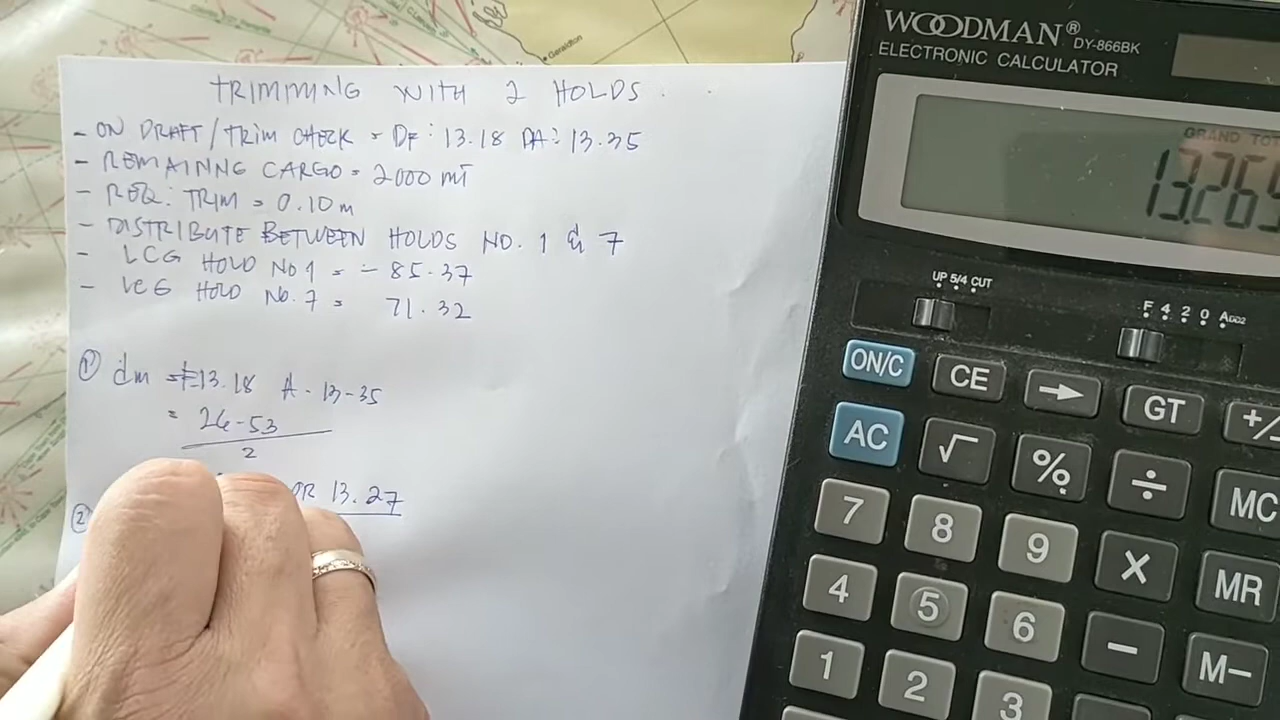 TRIMMING WITH 2 HOLDS.
- ON DRAFT/TRIM CHECK = DF: 13.18 DA: 13.35
- REMAINNG CARGO = 2000 MT
- REQ: TRIM = 0.10m
- DISTRIBUTE BETWEEN HOLDS NO. 1 & 7
- LCG HOLD NO 1 = - 85.37
- LCG HOLD NO. 7 = 71.32
① dm = F 13.18 A - 13-35
= 26-53
2
OR 13.27
②
Geraldton
WOODMAN®
DY-866BK
ELECTRONIC CALCULATOR
GRAND TOT
13.265
UP 5/4 CUT
F 4 2 0 ADD2
ON/C CE → GT +/-
AC √ % ÷ MC
7 8 9 × MR
4 5 6 − M−
1 2 3